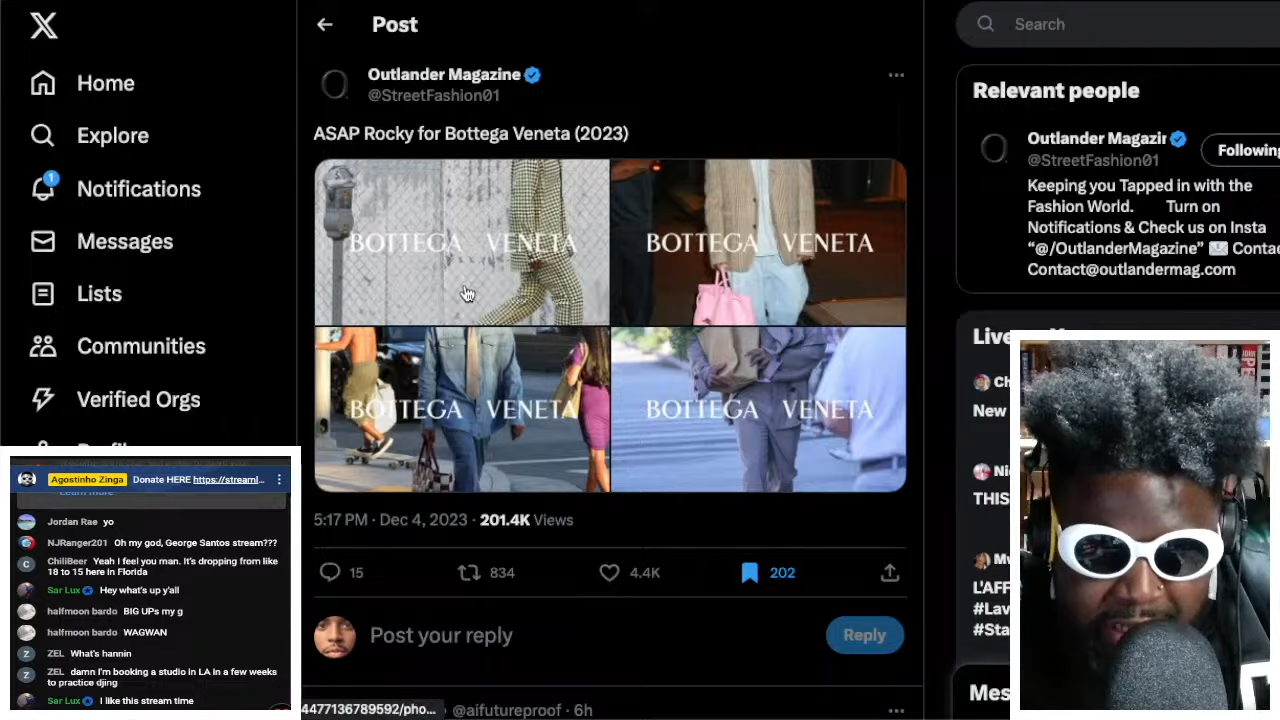 Home
Explore
1
Notifications
Messages
Lists
Communities
Verified Orgs
Post
Outlander Magazine
@StreetFashion01
ASAP Rocky for Bottega Veneta (2023)
BOTTEGA VENETA
BOTTEGA VENETA
BOTTEGA VENETA
BOTTEGA VENETA
5:17 PM · Dec 4, 2023 · 201.4K Views
15
834
4.4K
202
Post your reply
Reply
4477136789592/pho...
@aifutureproof · 6h
Search
Relevant people
Outlander Magazin
@StreetFashion01
Following
Keeping you Tapped in with the
Fashion World. Turn on
Notifications & Check us on Insta
“@/OutlanderMagazine” ✉️ Contac
Contact@outlandermag.com
Live
Ch
New
Nic
THIS
L'AFF
#Lav
#Sta
Mes
Agostinho Zinga Donate HERE https://streaml...
Learn more
Jordan Rae yo
NJRanger201 Oh my god, George Santos stream???
ChiliBeer Yeah I feel you man. It's dropping from like
18 to 15 here in Florida
Sar Lux Hey what's up y'all
halfmoon bardo BIG UPs my g
halfmoon bardo WAGWAN
ZEL What's hannin
ZEL damn I'm booking a studio in LA in a few weeks
to practice djing
Sar Lux I like this stream time